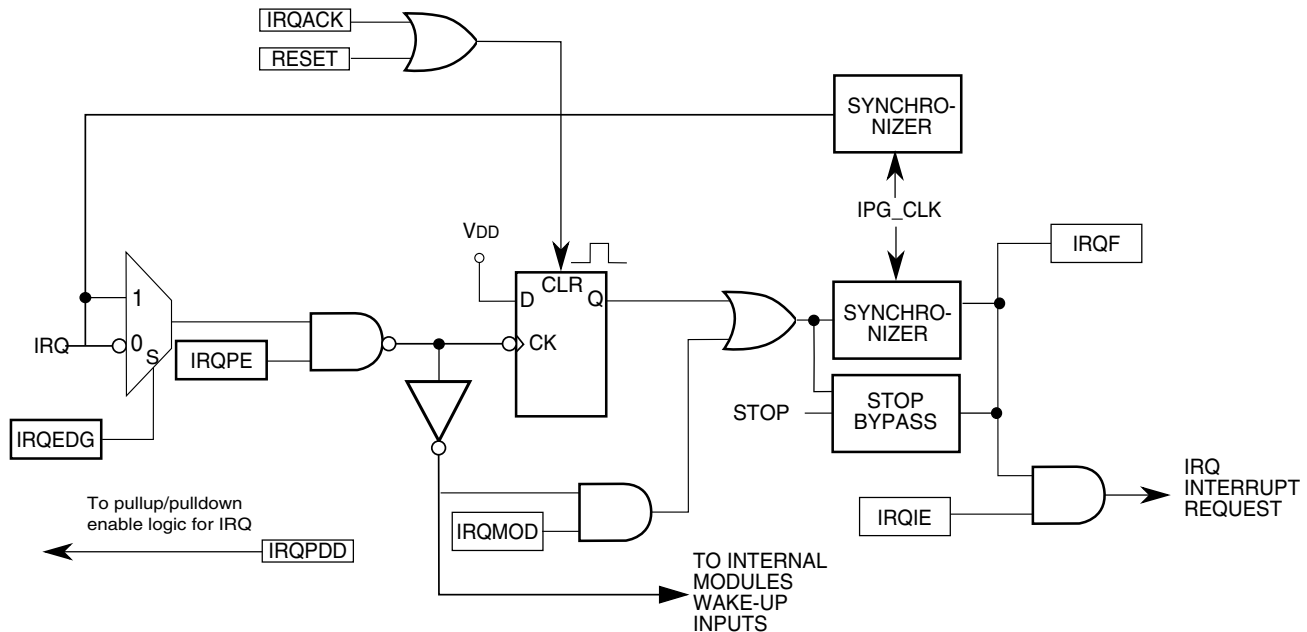 IRQACK
RESET
SYNCHRO-
NIZER
IPG_CLK
VDD
IRQF
CLR
D
Q
1
IRQ
0
S
IRQPE
CK
SYNCHRO-
NIZER
STOP
STOP
BYPASS
IRQEDG
IRQ
INTERRUPT
REQUEST
To pullup/pulldown
enable logic for IRQ
IRQMOD
IRQIE
IRQPDD
TO INTERNAL
MODULES
WAKE-UP
INPUTS